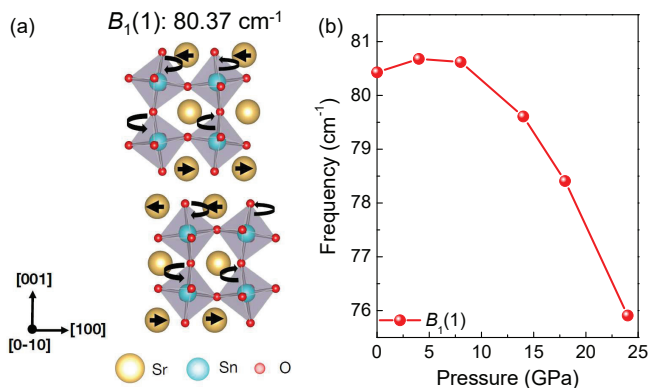 (a)
B₁(1): 80.37 cm⁻¹
[001]
[100]
[0-10]
Sr
Sn
O
(b)
Frequency (cm⁻¹)
81
80
79
78
77
76
B₁(1)
0
5
10
15
20
25
Pressure (GPa)